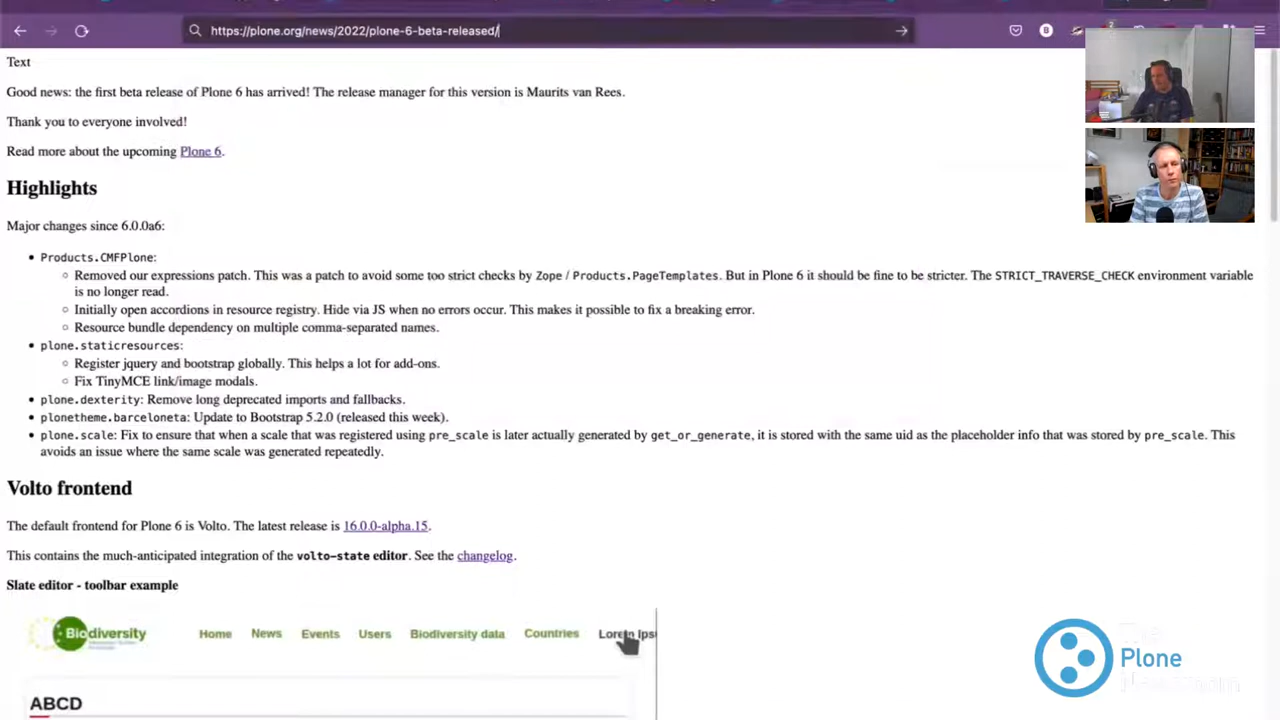 https://plone.org/news/2022/plone-6-beta-released/
Text
Good news: the first beta release of Plone 6 has arrived! The release manager for this version is Maurits van Rees.
Thank you to everyone involved!
Read more about the upcoming Plone 6.
Highlights
Major changes since 6.0.0a6:
Products.CMFPlone:
Removed our expressions patch. This was a patch to avoid some too strict checks by Zope / Products.PageTemplates. But in Plone 6 it should be fine to be stricter. The STRICT_TRAVERSE_CHECK environment variable
is no longer read.
Initially open accordions in resource registry. Hide via JS when no errors occur. This makes it possible to fix a breaking error.
Resource bundle dependency on multiple comma-separated names.
plone.staticresources:
Register jquery and bootstrap globally. This helps a lot for add-ons.
Fix TinyMCE link/image modals.
plone.dexterity: Remove long deprecated imports and fallbacks.
plonetheme.barceloneta: Update to Bootstrap 5.2.0 (released this week).
plone.scale: Fix to ensure that when a scale that was registered using pre_scale is later actually generated by get_or_generate, it is stored with the same uid as the placeholder info that was stored by pre_scale. This
avoids an issue where the same scale was generated repeatedly.
Volto frontend
The default frontend for Plone 6 is Volto. The latest release is 16.0.0-alpha.15.
This contains the much-anticipated integration of the volto-state editor. See the changelog.
Slate editor - toolbar example
Biodiversity Home News Events Users Biodiversity data Countries Lorem Ips
ABCD
The
Plone
Newsroom